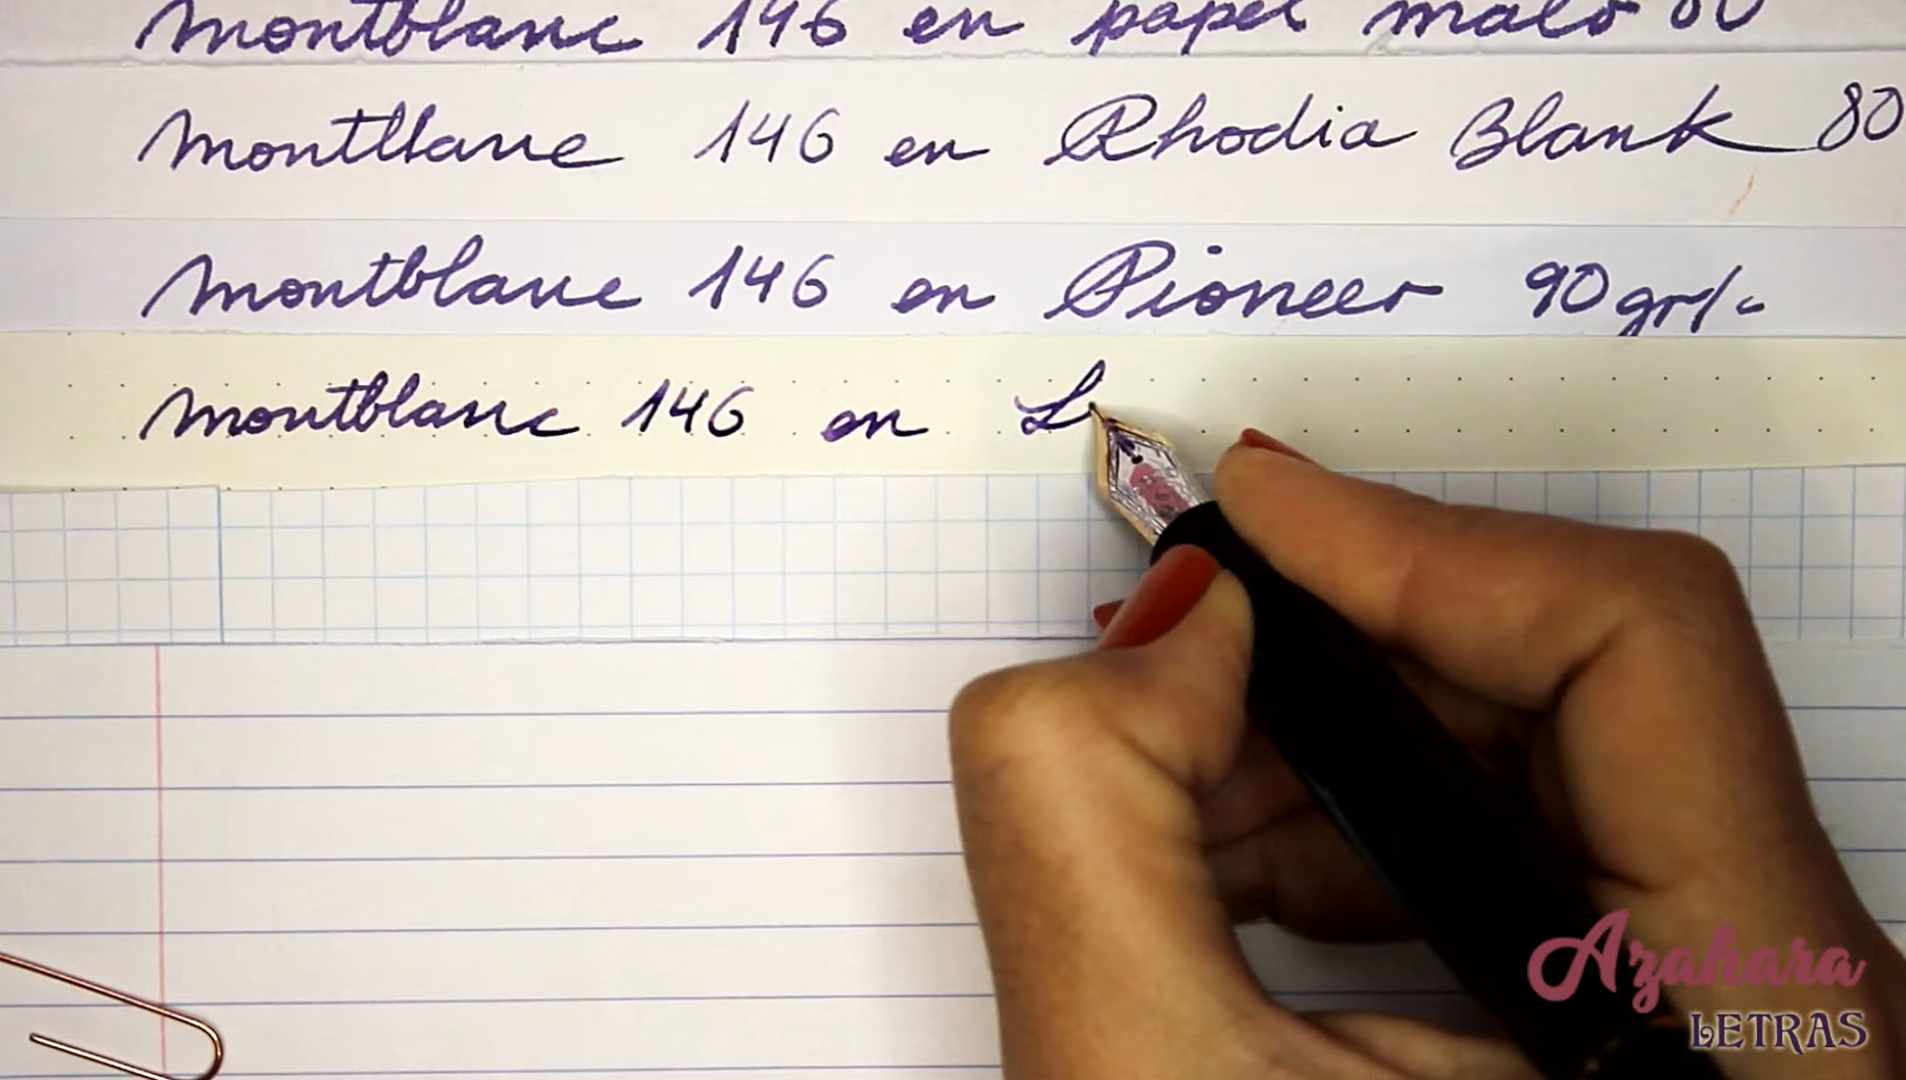 Montblanc 146 en papel malo 80
Montblanc 146 en Rhodia Blank 80
Montblanc 146 en Pioneer 90gr/
Montblanc 146 en L
Azahara
LETRAS